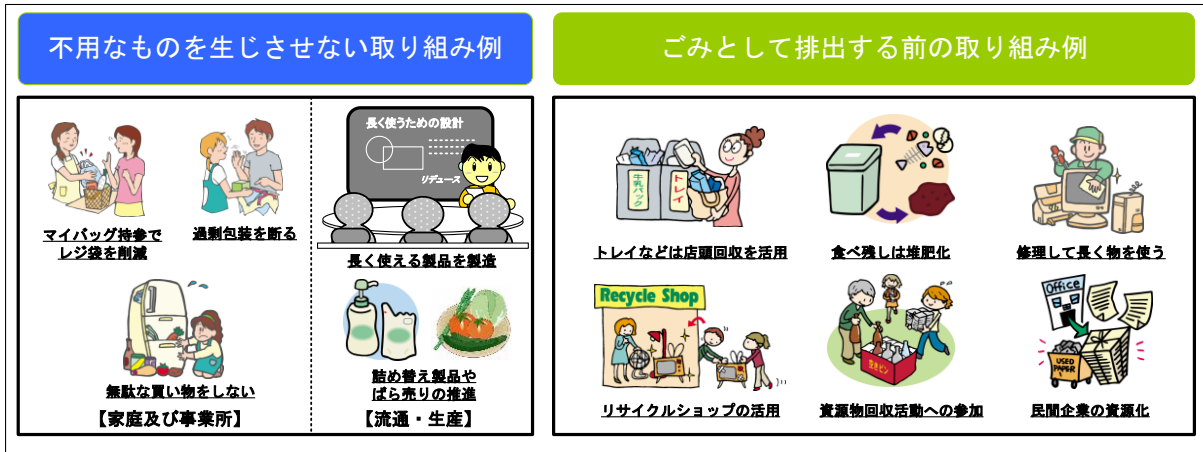 不用なものを生じさせない取り組み例
マイバッグ持参で
レジ袋を削減
過剰包装を断る
無駄な買い物をしない
【家庭及び事業所】
長く使うための設計
リデュース
長く使える製品を製造
詰め替え製品や
ばら売りの推進
【流通・生産】
ごみとして排出する前の取り組み例
牛乳パック
トレイ
トレイなどは店頭回収を活用
食べ残しは堆肥化
修理して長く物を使う
Recycle Shop
リサイクルショップの活用
空きビン
資源物回収活動への参加
Office
USED
PAPER
民間企業の資源化